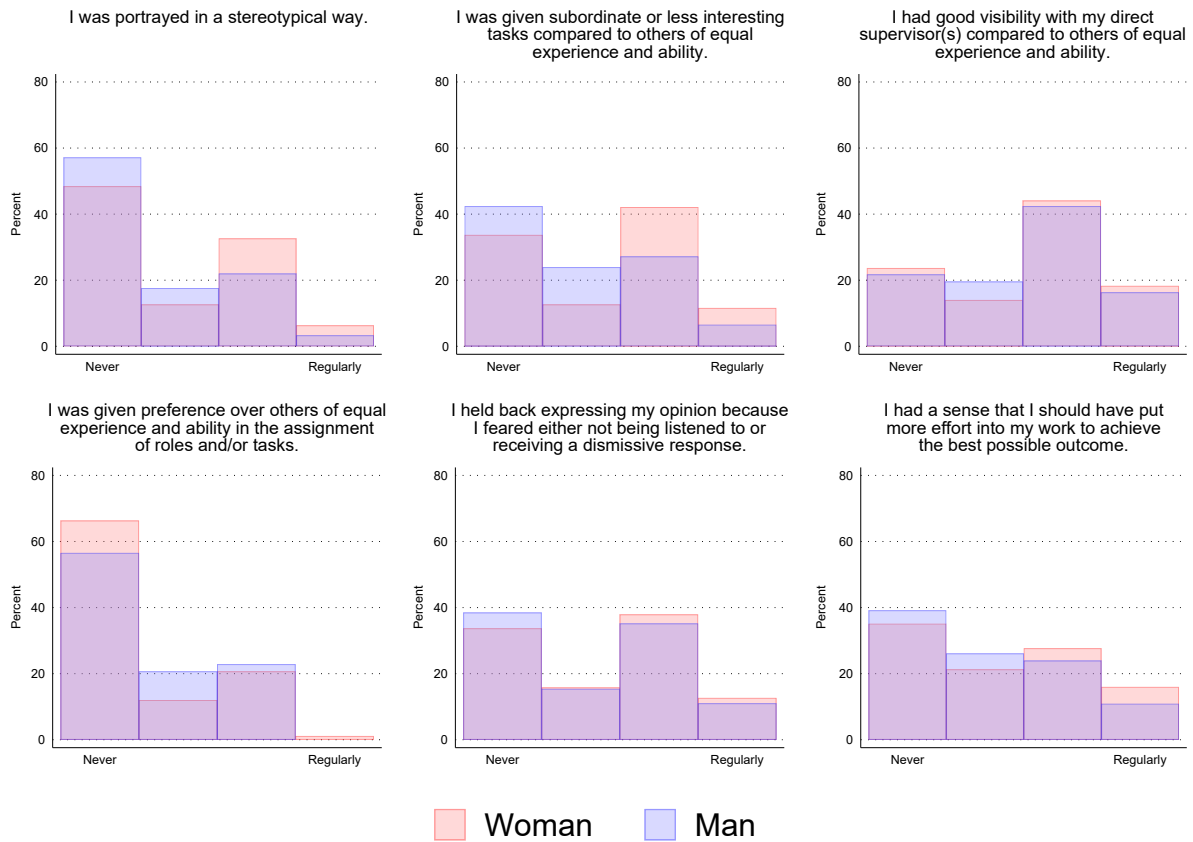 I was portrayed in a stereotypical way.
80
60
40
20
0
Percent
Never
Regularly
I was given subordinate or less interesting
tasks compared to others of equal
experience and ability.
80
60
40
20
0
Percent
Never
Regularly
I had good visibility with my direct
supervisor(s) compared to others of equal
experience and ability.
80
60
40
20
0
Percent
Never
Regularly
I was given preference over others of equal
experience and ability in the assignment
of roles and/or tasks.
80
60
40
20
0
Percent
Never
Regularly
I held back expressing my opinion because
I feared either not being listened to or
receiving a dismissive response.
80
60
40
20
0
Percent
Never
Regularly
I had a sense that I should have put
more effort into my work to achieve
the best possible outcome.
80
60
40
20
0
Percent
Never
Regularly
Woman
Man